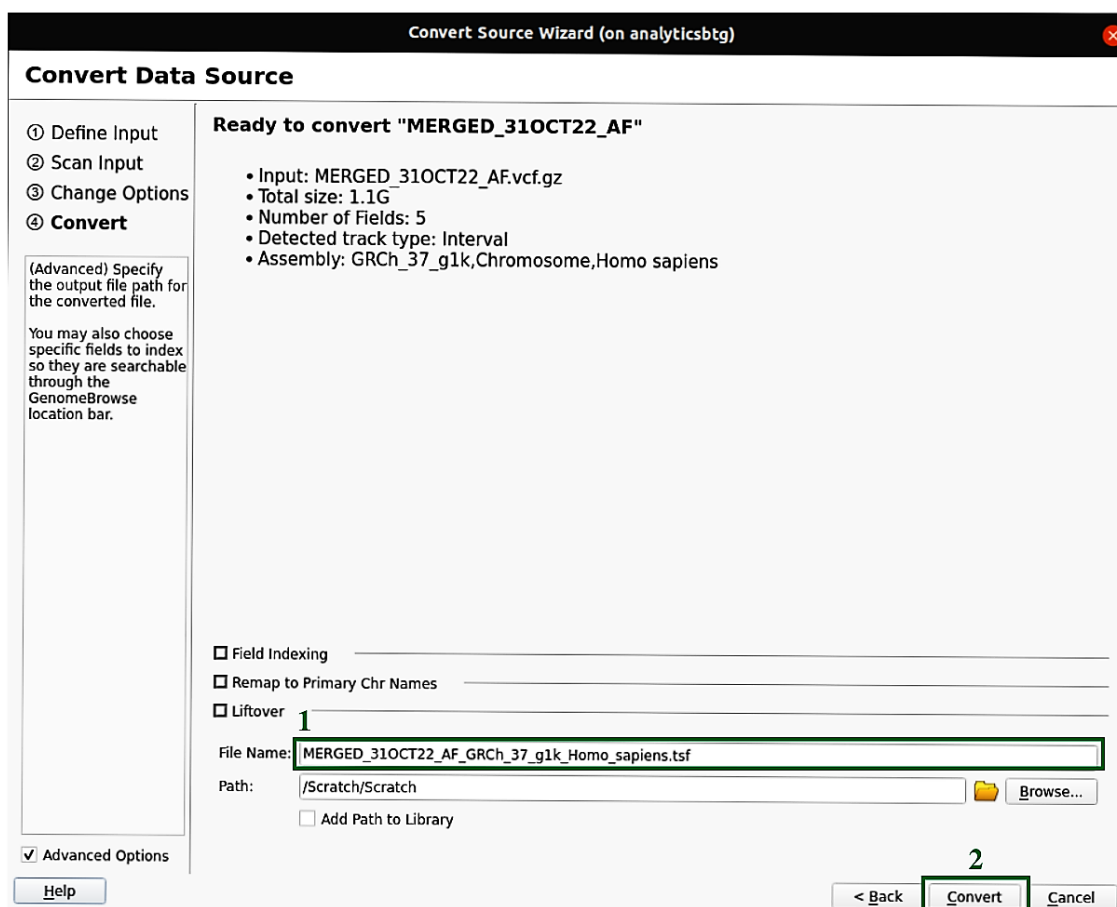 Convert Source Wizard (on analyticsbtg)
Convert Data Source
① Define Input
② Scan Input
③ Change Options
④ Convert
(Advanced) Specify
the output file path for
the converted file.
You may also choose
specific fields to index
so they are searchable
through the
GenomeBrowse
location bar.
Advanced Options
Help
Ready to convert "MERGED_31OCT22_AF"
• Input: MERGED_31OCT22_AF.vcf.gz
• Total size: 1.1G
• Number of Fields: 5
• Detected track type: Interval
• Assembly: GRCh_37_g1k,Chromosome,Homo sapiens
Field Indexing
Remap to Primary Chr Names
Liftover
1
File Name: MERGED_31OCT22_AF_GRCh_37_g1k_Homo_sapiens.tsf
Path: /Scratch/Scratch Browse...
Add Path to Library
2
< Back Convert Cancel